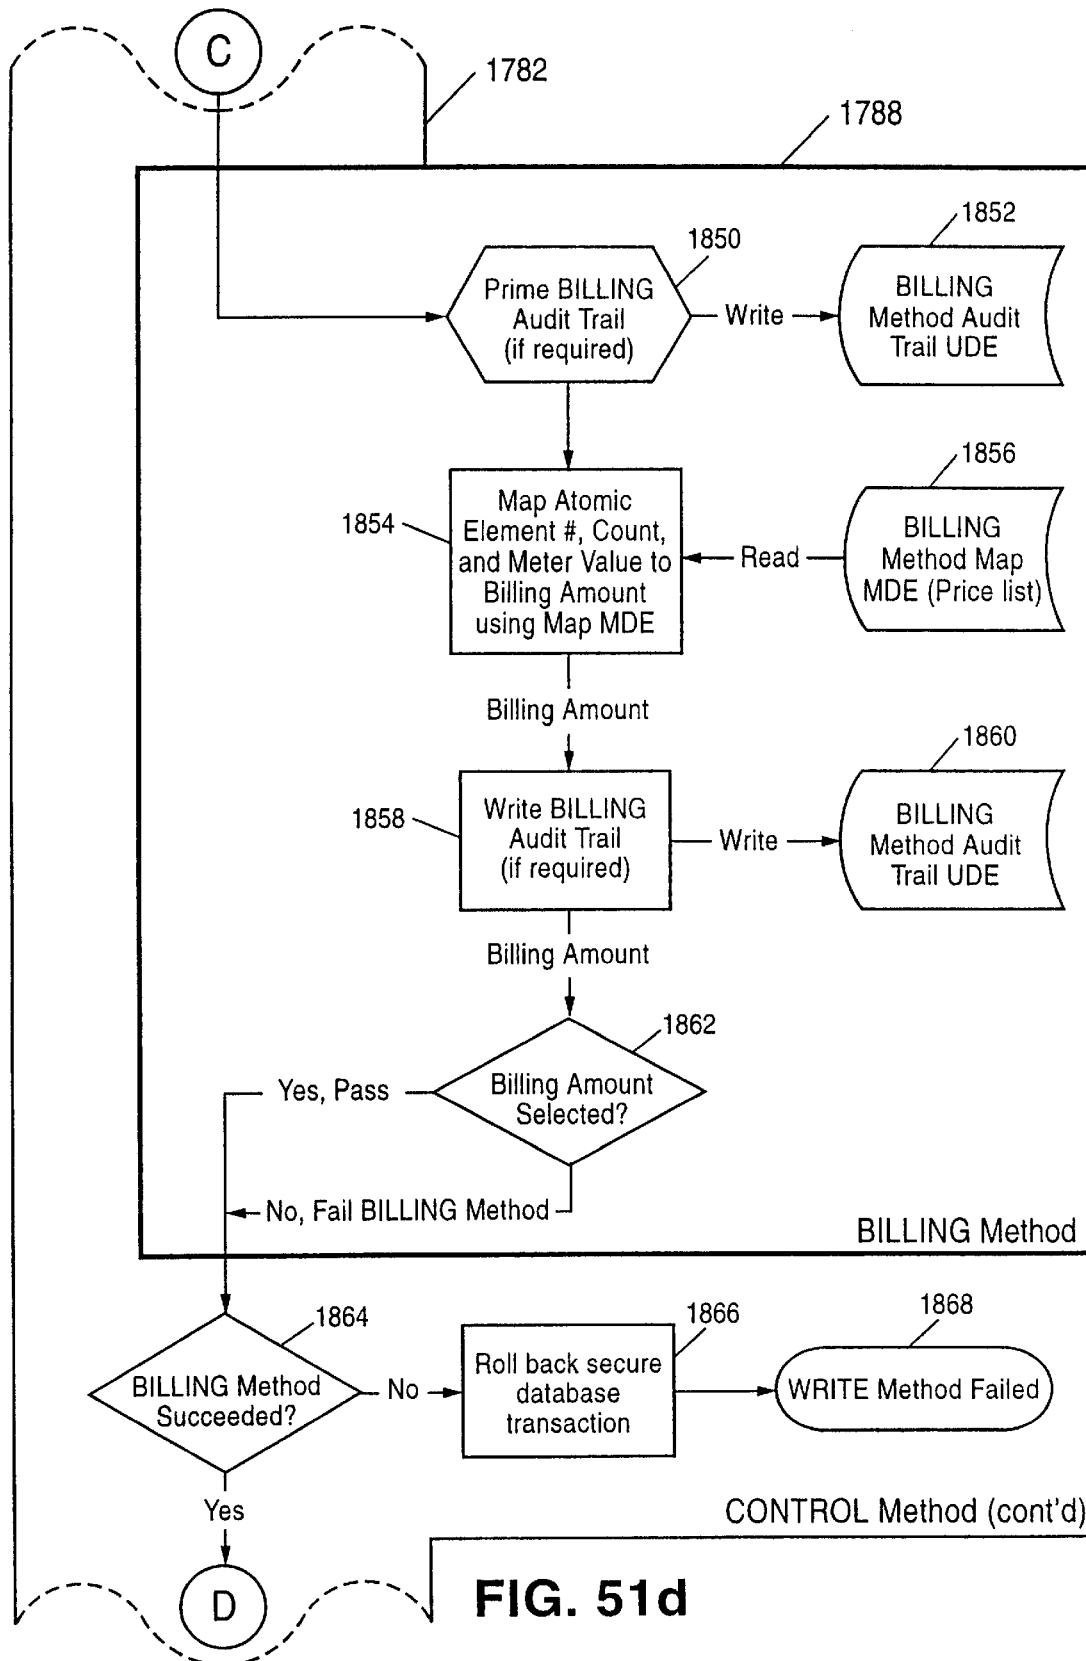 C
1782
1788
1850
Prime BILLING
Audit Trail
(if required)
Write
1852
BILLING
Method Audit
Trail UDE
1854
Map Atomic
Element #, Count,
and Meter Value to
Billing Amount
using Map MDE
Read
1856
BILLING
Method Map
MDE (Price list)
Billing Amount
1858
Write BILLING
Audit Trail
(if required)
Write
1860
BILLING
Method Audit
Trail UDE
Billing Amount
1862
Billing Amount
Selected?
Yes, Pass
No, Fail BILLING Method
BILLING Method
1864
BILLING Method
Succeeded?
No
1866
Roll back secure
database
transaction
1868
WRITE Method Failed
Yes
CONTROL Method (cont'd)
D
FIG. 51d